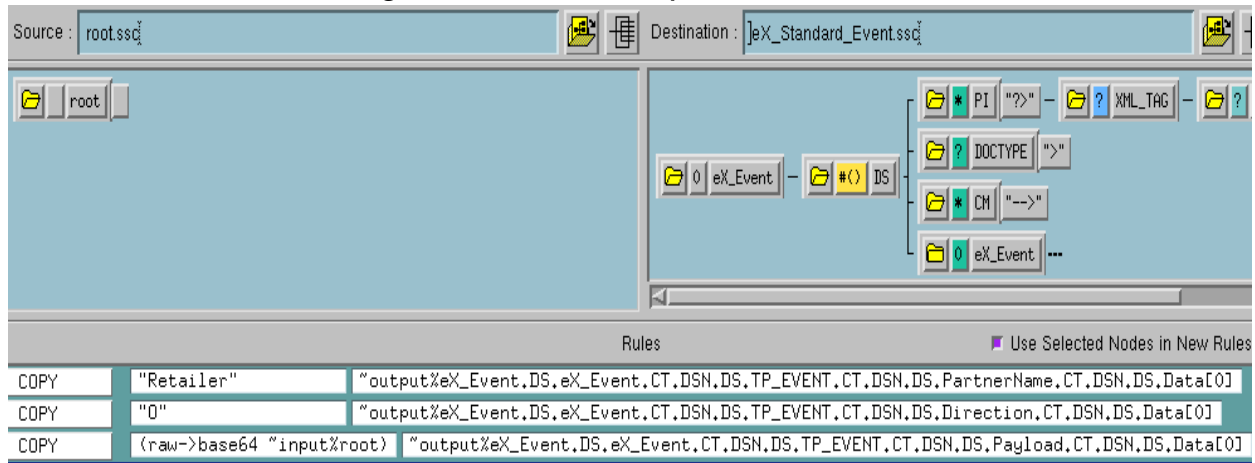 Source : root.ssc
Destination : ]eX_Standard_Event.ssc
root
* PI "?>" ? XML_TAG ?
0 eX_Event #() DS
? DOCTYPE ">"
* CM "-->"
0 eX_Event
Rules
Use Selected Nodes in New Rules
COPY "Retailer" ~output%eX_Event.DS.eX_Event.CT.DSN.DS.TP_EVENT.CT.DSN.DS.PartnerName.CT.DSN.DS.Data[0]
COPY "O" ~output%eX_Event.DS.eX_Event.CT.DSN.DS.TP_EVENT.CT.DSN.DS.Direction.CT.DSN.DS.Data[0]
COPY (raw->base64 ~input%root) ~output%eX_Event.DS.eX_Event.CT.DSN.DS.TP_EVENT.CT.DSN.DS.Payload.CT.DSN.DS.Data[0]